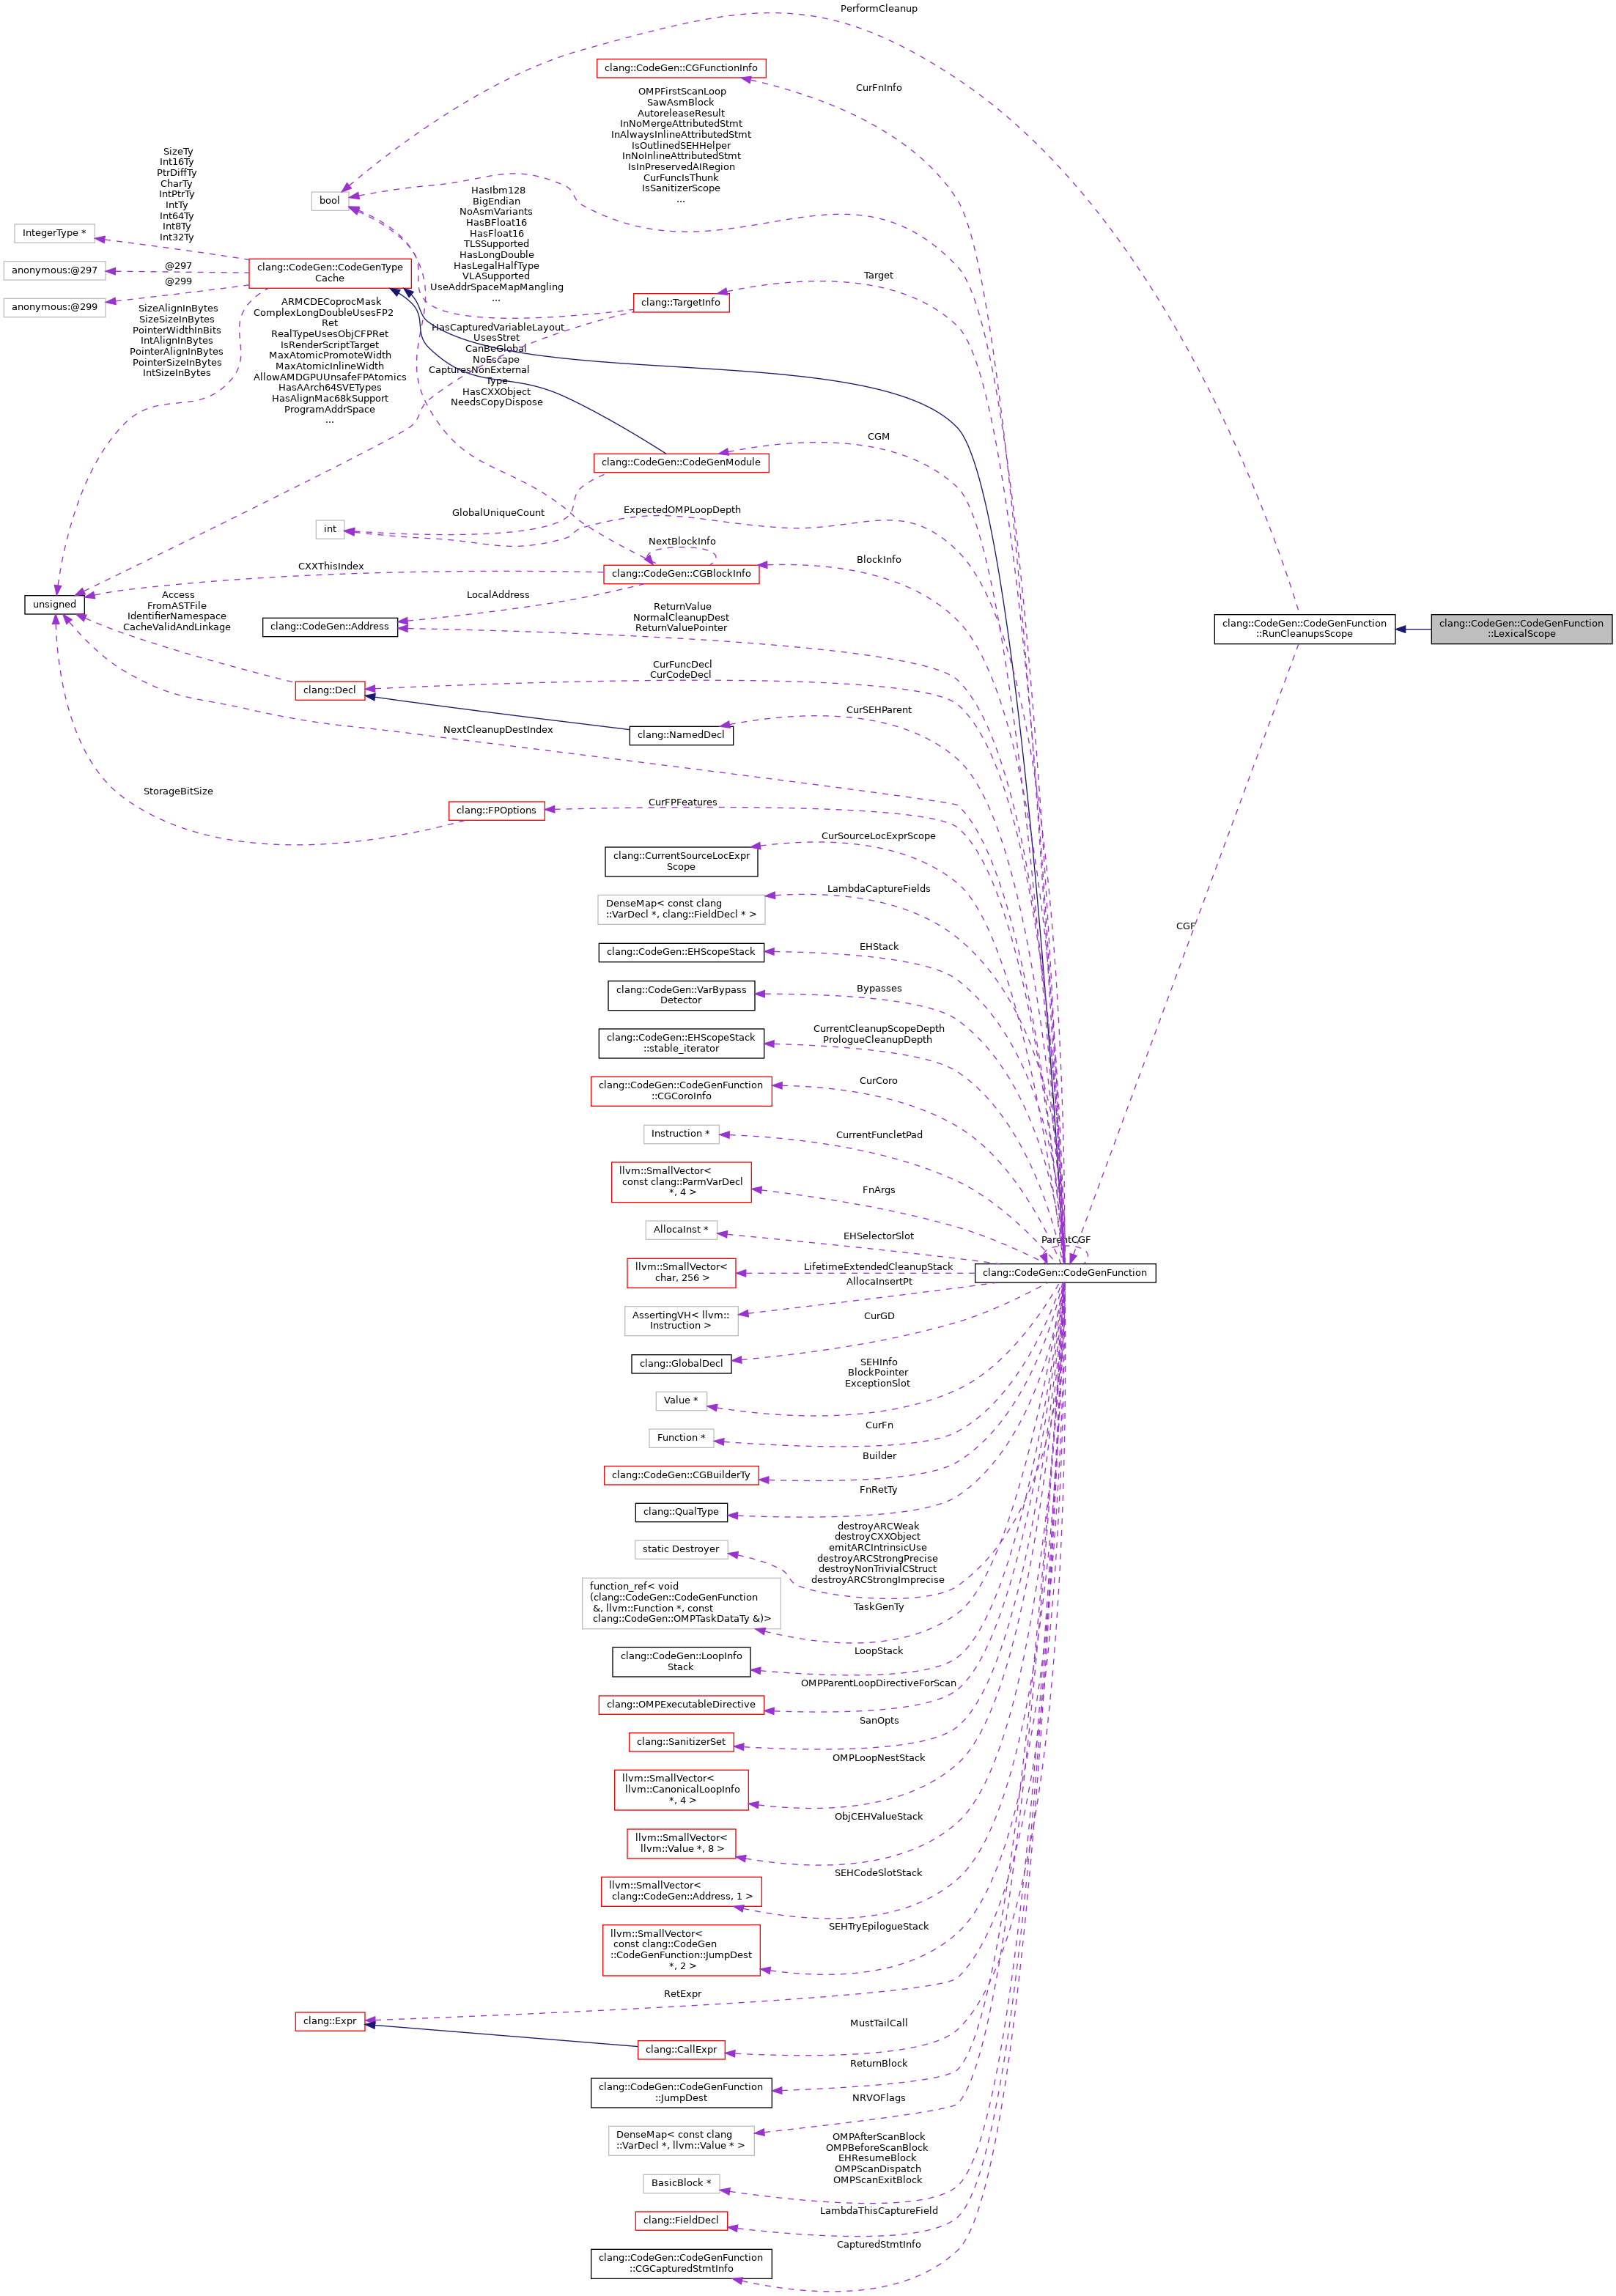 PerformCleanup
clang::CodeGen::CGFunctionInfo
CurFnInfo
OMPFirstScanLoop
SawAsmBlock
AutoreleaseResult
InNoMergeAttributedStmt
InAlwaysInlineAttributedStmt
IsOutlinedSEHHelper
InNoInlineAttributedStmt
IsInPreservedAIRegion
CurFuncIsThunk
IsSanitizerScope
...
SizeTy
Int16Ty
PtrDiffTy
CharTy
IntPtrTy
IntTy
Int64Ty
Int8Ty
Int32Ty
bool
HasIbm128
BigEndian
NoAsmVariants
HasBFloat16
HasFloat16
TLSSupported
HasLongDouble
HasLegalHalfType
VLASupported
UseAddrSpaceMapMangling
...
IntegerType *
anonymous:@297
@297
clang::CodeGen::CodeGenType
Cache
@299
anonymous:@299
Target
clang::TargetInfo
SizeAlignInBytes
SizeSizeInBytes
PointerWidthInBits
IntAlignInBytes
PointerAlignInBytes
PointerSizeInBytes
IntSizeInBytes
ARMCDECoprocMask
ComplexLongDoubleUsesFP2
Ret
RealTypeUsesObjCFPRet
IsRenderScriptTarget
MaxAtomicPromoteWidth
MaxAtomicInlineWidth
AllowAMDGPUUnsafeFPAtomics
HasAArch64SVETypes
HasAlignMac68kSupport
ProgramAddrSpace
...
HasCapturedVariableLayout
UsesStret
CanBeGlobal
NoEscape
CapturesNonExternal
Type
HasCXXObject
NeedsCopyDispose
CGM
clang::CodeGen::CodeGenModule
GlobalUniqueCount
ExpectedOMPLoopDepth
int
NextBlockInfo
BlockInfo
CXXThisIndex
clang::CodeGen::CGBlockInfo
LocalAddress
unsigned
Access
FromASTFile
IdentifierNamespace
CacheValidAndLinkage
clang::CodeGen::Address
ReturnValue
NormalCleanupDest
ReturnValuePointer
clang::CodeGen::CodeGenFunction
::RunCleanupsScope
clang::CodeGen::CodeGenFunction
::LexicalScope
CurFuncDecl
CurCodeDecl
clang::Decl
CurSEHParent
clang::NamedDecl
NextCleanupDestIndex
StorageBitSize
clang::FPOptions
CurFPFeatures
CurSourceLocExprScope
clang::CurrentSourceLocExpr
Scope
LambdaCaptureFields
DenseMap< const clang
::VarDecl *, clang::FieldDecl * >
CGF
EHStack
clang::CodeGen::EHScopeStack
Bypasses
clang::CodeGen::VarBypass
Detector
CurrentCleanupScopeDepth
PrologueCleanupDepth
clang::CodeGen::EHScopeStack
::stable_iterator
CurCoro
clang::CodeGen::CodeGenFunction
::CGCoroInfo
CurrentFuncletPad
Instruction *
llvm::SmallVector<
const clang::ParmVarDecl
*, 4 >
FnArgs
AllocaInst *
EHSelectorSlot
ParentCGF
llvm::SmallVector<
char, 256 >
LifetimeExtendedCleanupStack
clang::CodeGen::CodeGenFunction
AllocaInsertPt
AssertingVH< llvm::
Instruction >
CurGD
clang::GlobalDecl
SEHInfo
BlockPointer
ExceptionSlot
Value *
CurFn
Function *
Builder
clang::CodeGen::CGBuilderTy
FnRetTy
clang::QualType
destroyARCWeak
destroyCXXObject
emitARCIntrinsicUse
destroyARCStrongPrecise
destroyNonTrivialCStruct
destroyARCStrongImprecise
static Destroyer
function_ref< void
(clang::CodeGen::CodeGenFunction
&, llvm::Function *, const
clang::CodeGen::OMPTaskDataTy &)>
TaskGenTy
LoopStack
clang::CodeGen::LoopInfo
Stack
OMPParentLoopDirectiveForScan
clang::OMPExecutableDirective
SanOpts
clang::SanitizerSet
OMPLoopNestStack
llvm::SmallVector<
llvm::CanonicalLoopInfo
*, 4 >
ObjCEHValueStack
llvm::SmallVector<
llvm::Value *, 8 >
SEHCodeSlotStack
llvm::SmallVector<
clang::CodeGen::Address, 1 >
SEHTryEpilogueStack
llvm::SmallVector<
const clang::CodeGen
::CodeGenFunction::JumpDest
*, 2 >
RetExpr
clang::Expr
MustTailCall
clang::CallExpr
ReturnBlock
clang::CodeGen::CodeGenFunction
::JumpDest
NRVOFlags
DenseMap< const clang
::VarDecl *, llvm::Value * >
OMPAfterScanBlock
OMPBeforeScanBlock
EHResumeBlock
OMPScanDispatch
OMPScanExitBlock
BasicBlock *
LambdaThisCaptureField
clang::FieldDecl
CapturedStmtInfo
clang::CodeGen::CodeGenFunction
::CGCapturedStmtInfo